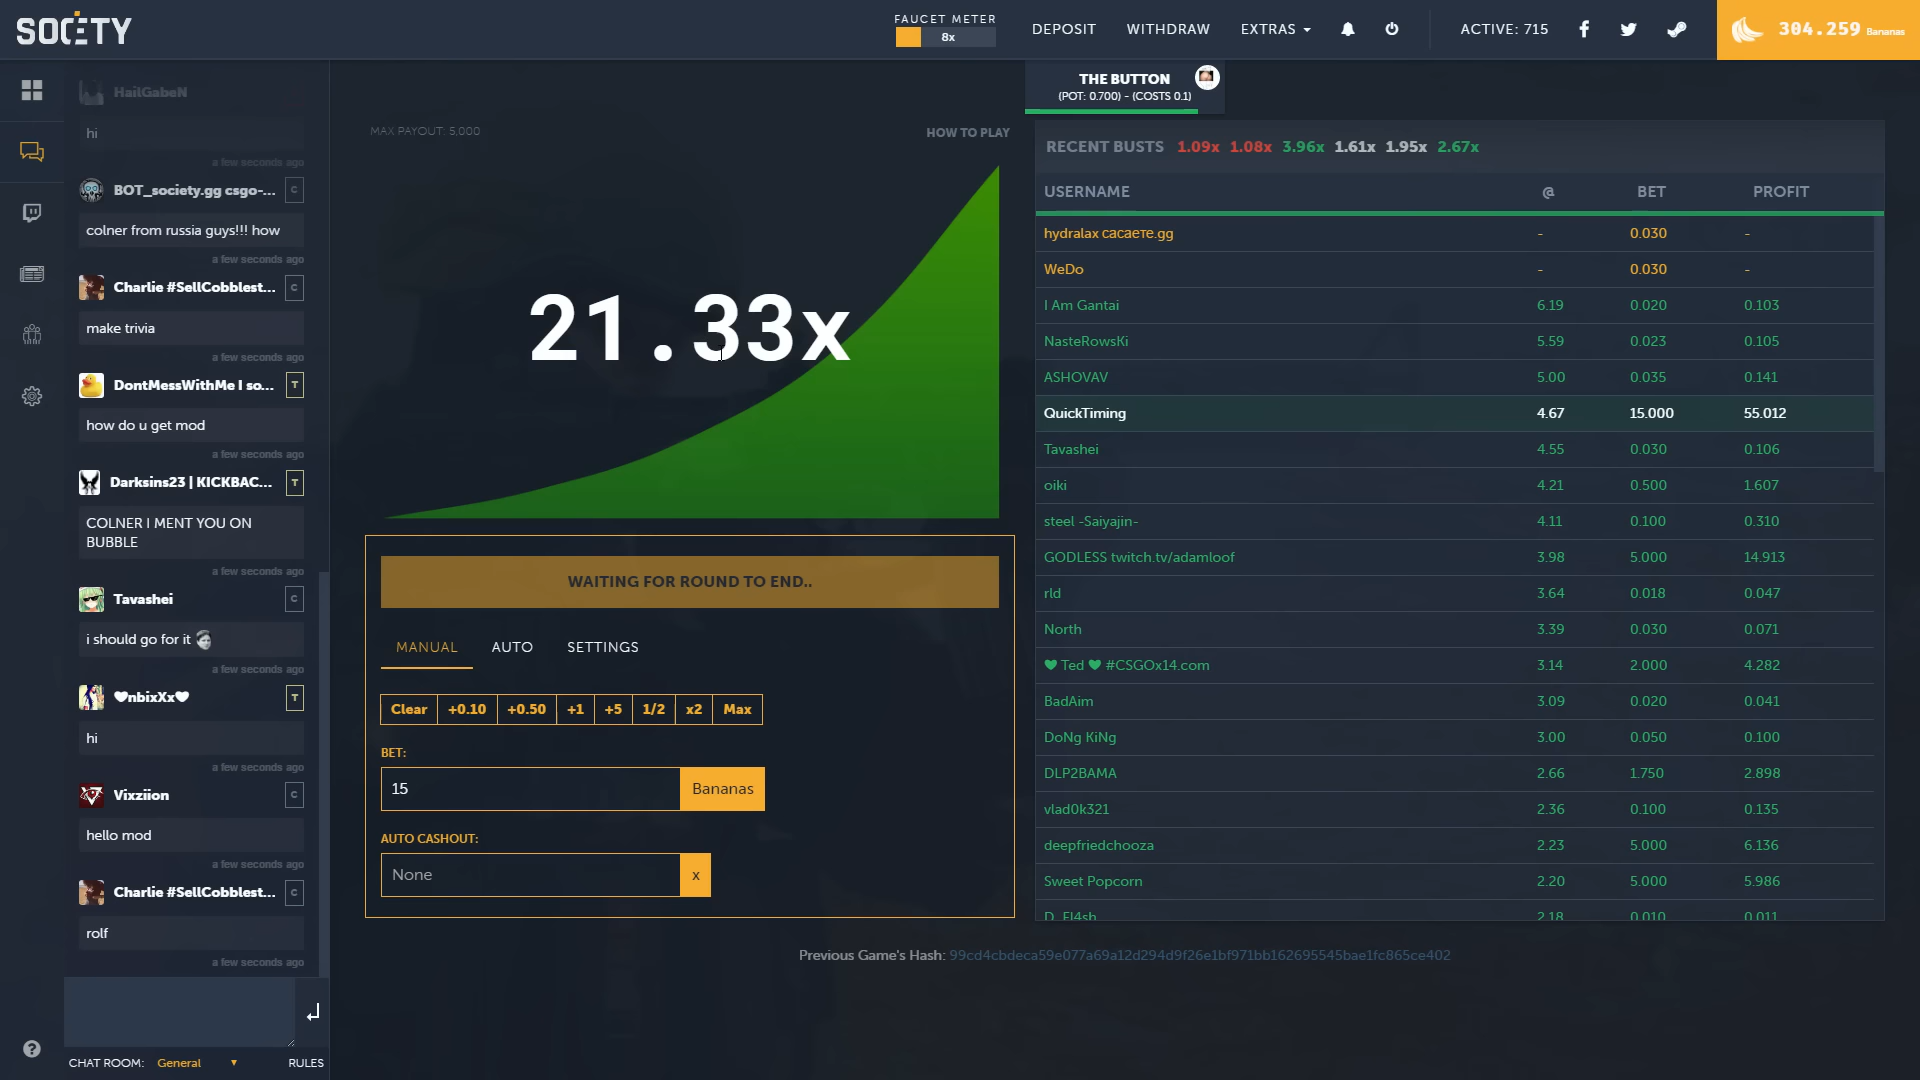 SOCIETY
FAUCET METER
8x
DEPOSIT
WITHDRAW
EXTRAS
ACTIVE: 715
304.259 Bananas
HailGabeN
hi
a few seconds ago
BOT_society.gg csgo-...
C
colner from russia guys!!! how
a few seconds ago
Charlie #SellCobblest...
C
make trivia
a few seconds ago
DontMessWithMe I so...
T
how do u get mod
a few seconds ago
Darksins23 | KICKBAC...
T
COLNER I MENT YOU ON
BUBBLE
a few seconds ago
Tavashei
C
i should go for it
a few seconds ago
❤nbixXx❤
T
hi
a few seconds ago
Vixziion
C
hello mod
a few seconds ago
Charlie #SellCobblest...
C
rolf
a few seconds ago
CHAT ROOM: General
RULES
MAX PAYOUT: 5,000
HOW TO PLAY
21.33x
WAITING FOR ROUND TO END..
MANUAL
AUTO
SETTINGS
Clear
+0.10
+0.50
+1
+5
1/2
x2
Max
BET:
15
Bananas
AUTO CASHOUT:
None
x
THE BUTTON
(POT: 0.700) - (COSTS 0.1)
RECENT BUSTS 1.09x 1.08x 3.96x 1.61x 1.95x 2.67x
USERNAME @ BET PROFIT
hydralax сасаете.gg - 0.030 -
WeDo - 0.030 -
I Am Gantai 6.19 0.020 0.103
NasteRowsKi 5.59 0.023 0.105
ASHOVAV 5.00 0.035 0.141
QuickTiming 4.67 15.000 55.012
Tavashei 4.55 0.030 0.106
oiki 4.21 0.500 1.607
steel -Saiyajin- 4.11 0.100 0.310
GODLESS twitch.tv/adamloof 3.98 5.000 14.913
rld 3.64 0.018 0.047
North 3.39 0.030 0.071
❤ Ted ❤ #CSGOx14.com 3.14 2.000 4.282
BadAim 3.09 0.020 0.041
DoNg KiNg 3.00 0.050 0.100
DLP2BAMA 2.66 1.750 2.898
vlad0k321 2.36 0.100 0.135
deepfriedchooza 2.23 5.000 6.136
Sweet Popcorn 2.20 5.000 5.986
D_Fl4sh 2.18 0.010 0.011
Previous Game's Hash: 99cd4cbdeca59e077a69a12d294d9f26e1bf971bb162695545bae1fc865ce402